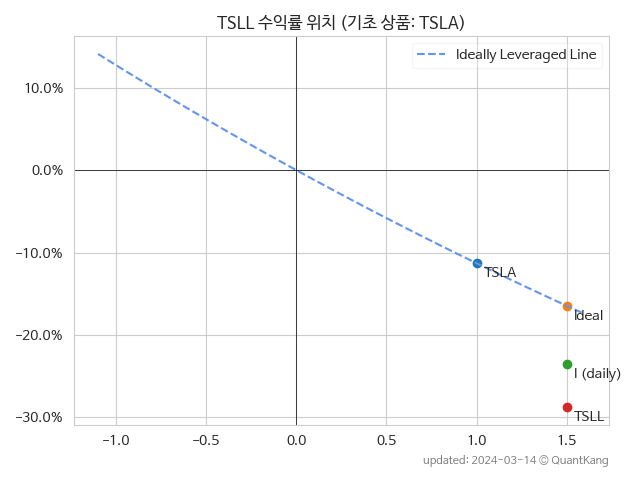 TSLL 수익률 위치 (기초 상품: TSLA)
Ideally Leveraged Line
10.0%
0.0%
−10.0%
−20.0%
−30.0%
TSLA
Ideal
I (daily)
TSLL
−1.0 −0.5 0.0 0.5 1.0 1.5
updated: 2024-03-14 © QuantKang